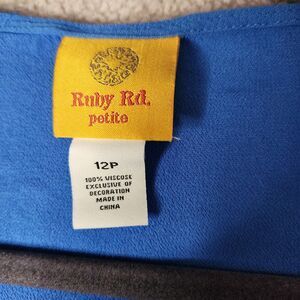 Ruby Rd.
petite
12P
100% VISCOSE
EXCLUSIVE OF
DECORATION
MADE IN
CHINA